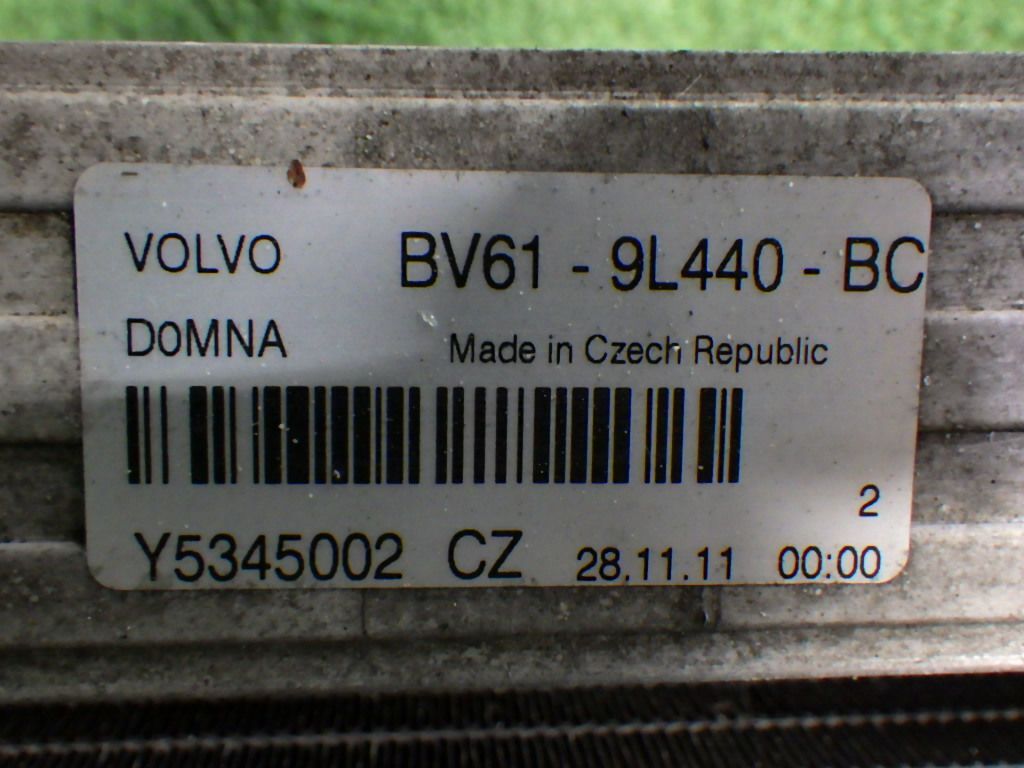 VOLVO BV61 - 9L440 - BC
D0MNA Made in Czech Republic
2
Y5345002 CZ 28.11.11 00:00